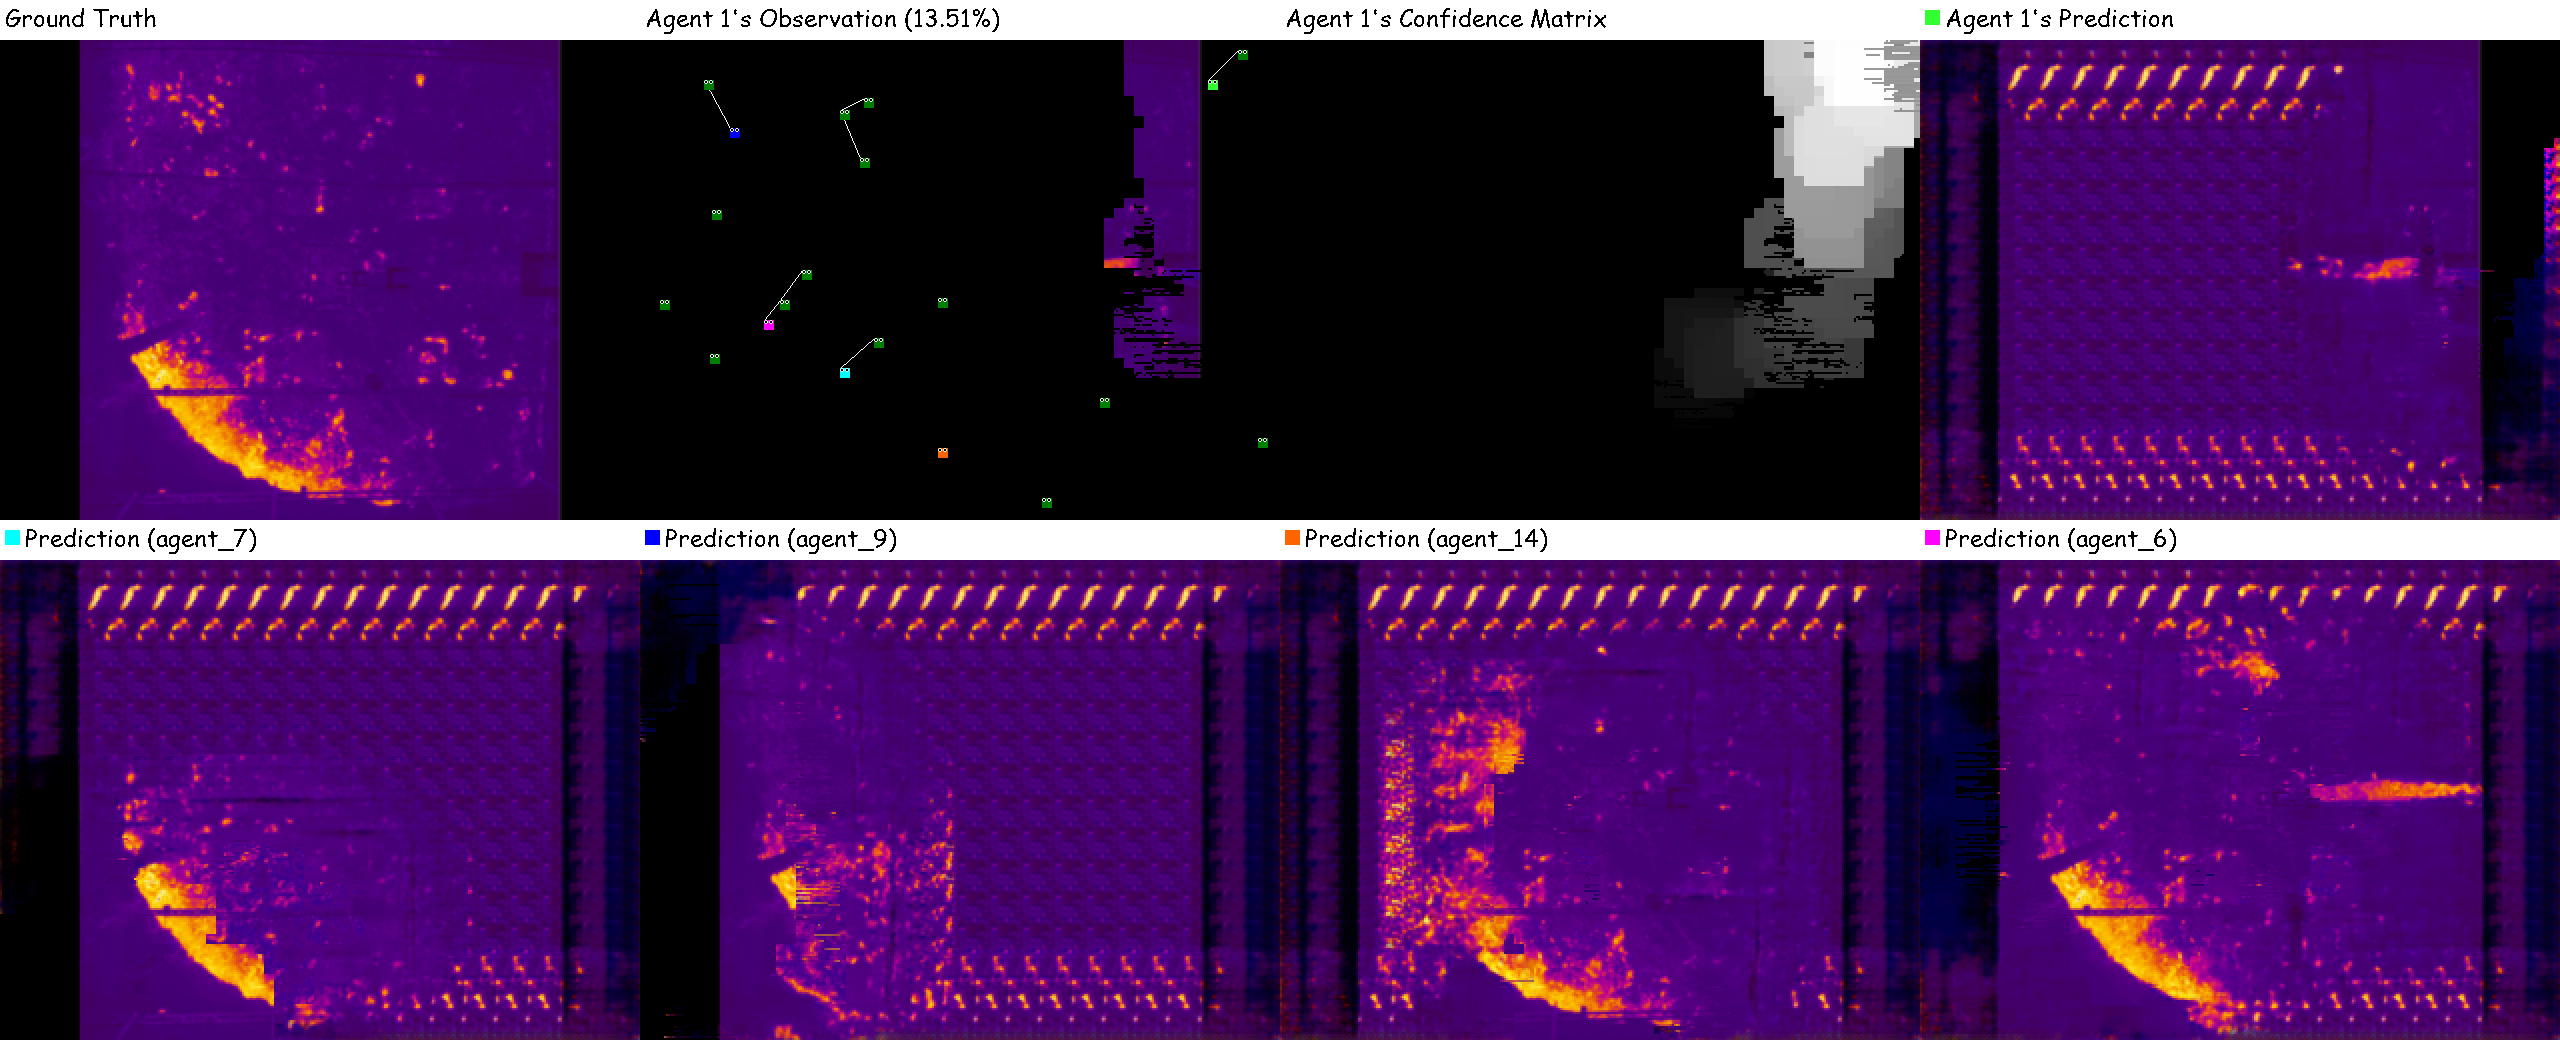 Ground Truth
Agent 1's Observation (13.51%)
Agent 1's Confidence Matrix
Agent 1's Prediction
Prediction (agent_7)
Prediction (agent_9)
Prediction (agent_14)
Prediction (agent_6)